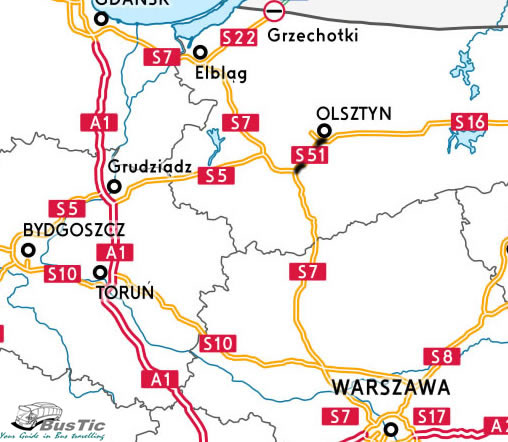 GDAŃSK
S22
Grzechotki
S7
Elbląg
A1
S7
OLSZTYN
S16
S51
Grudziądz
S5
S5
BYDGOSZCZ
A1
S10
TORUŃ
S7
S10
S8
A1
WARSZAWA
BusTic
Your Guide in Bus travelling
S7
S17
A2